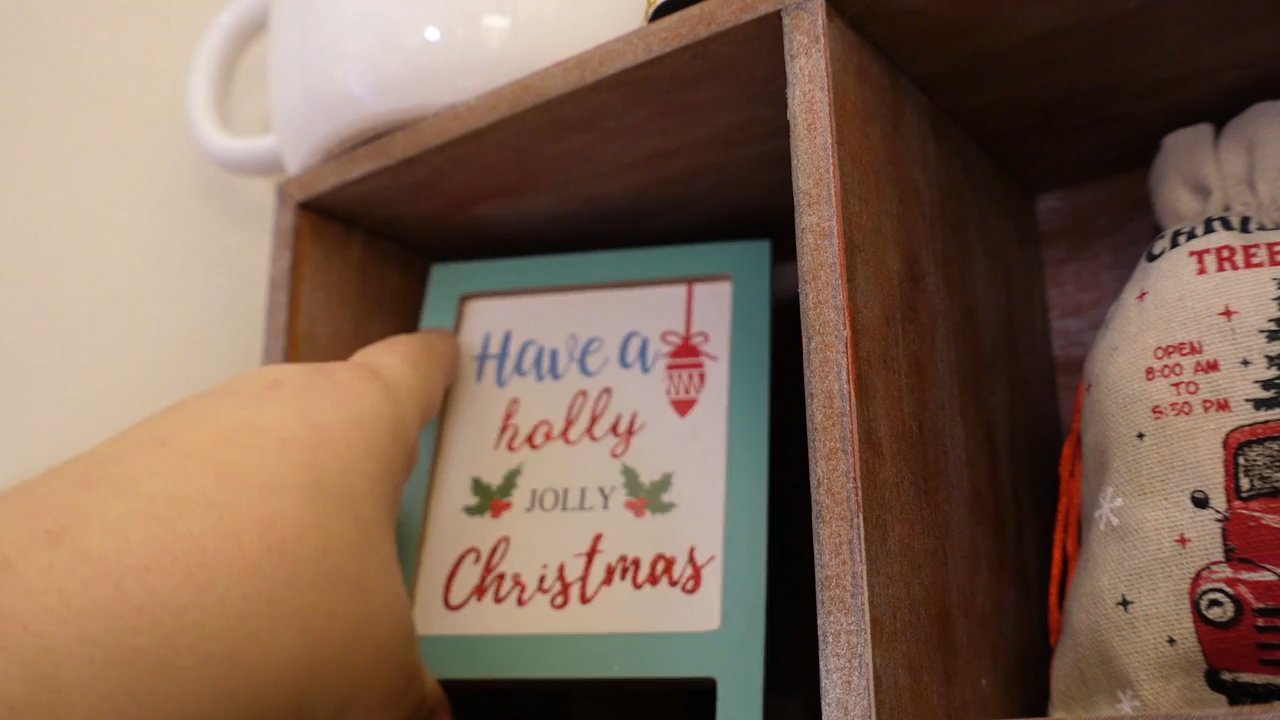 Have a
holly
JOLLY
Christmas
TREE
OPEN
8:00 AM
TO
5:30 PM